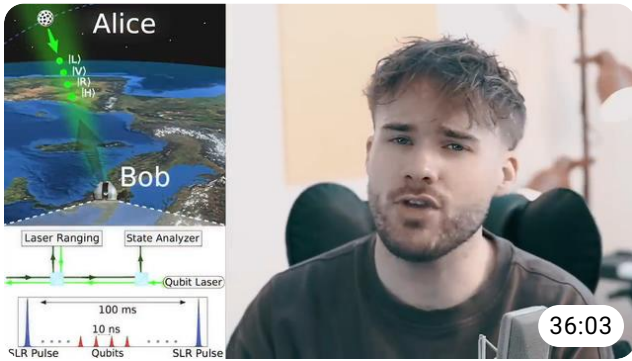 Alice
|L⟩
|V⟩
|R⟩
|H⟩
Bob
Laser Ranging
State Analyzer
Qubit Laser
100 ms
10 ns
SLR Pulse
Qubits
SLR Pulse
36:03